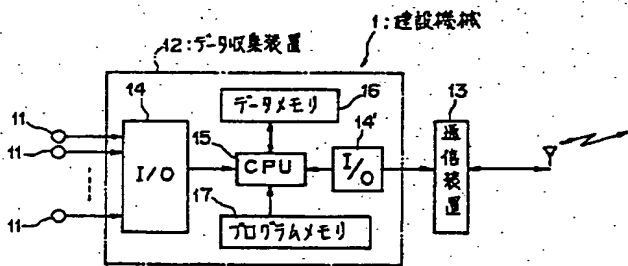 1:建設機械
12:データ収集装置
14
16
データメモリ
13
11
11
11
I/O
15
CPU
14'
I/O
通信装置
17
プログラムメモリ